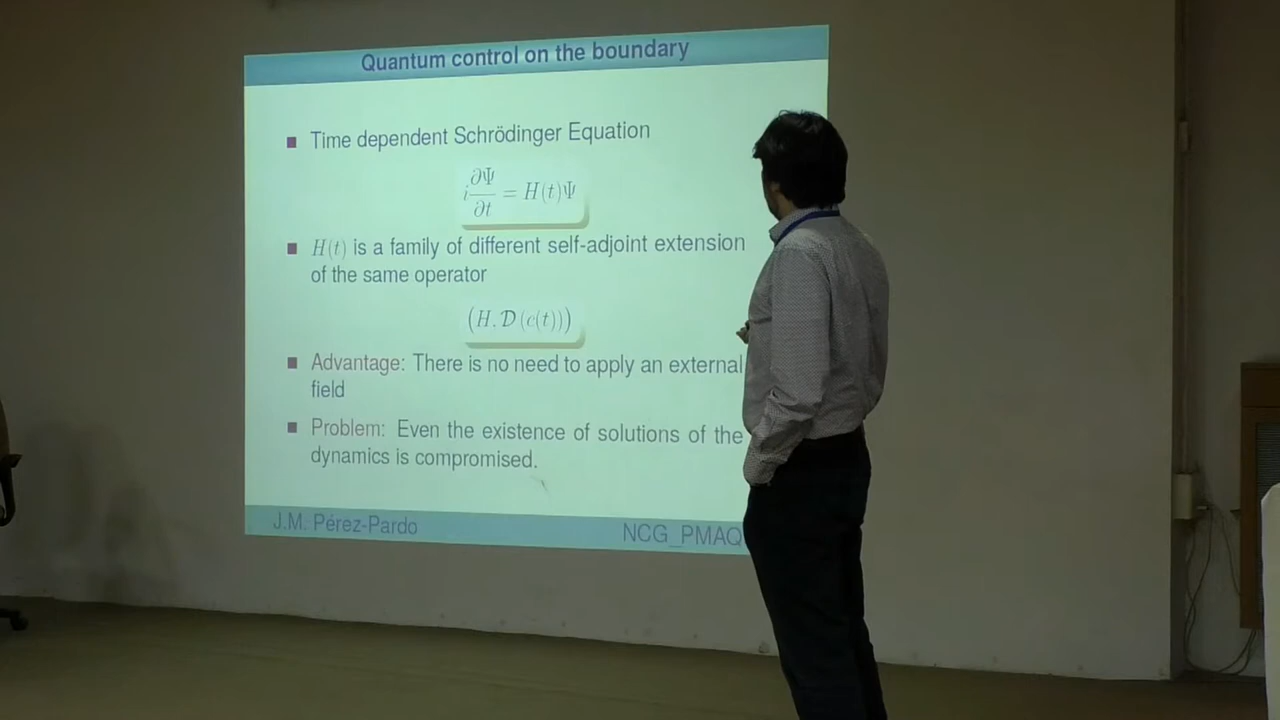 Quantum control on the boundary
Time dependent Schrödinger Equation
i∂Ψ/∂t = H(t)Ψ
H(t) is a family of different self-adjoint extension
of the same operator
(H, 𝒟(c(t)))
Advantage: There is no need to apply an external
field
Problem: Even the existence of solutions of the
dynamics is compromised.
J.M. Pérez-Pardo NCG_PMAQ